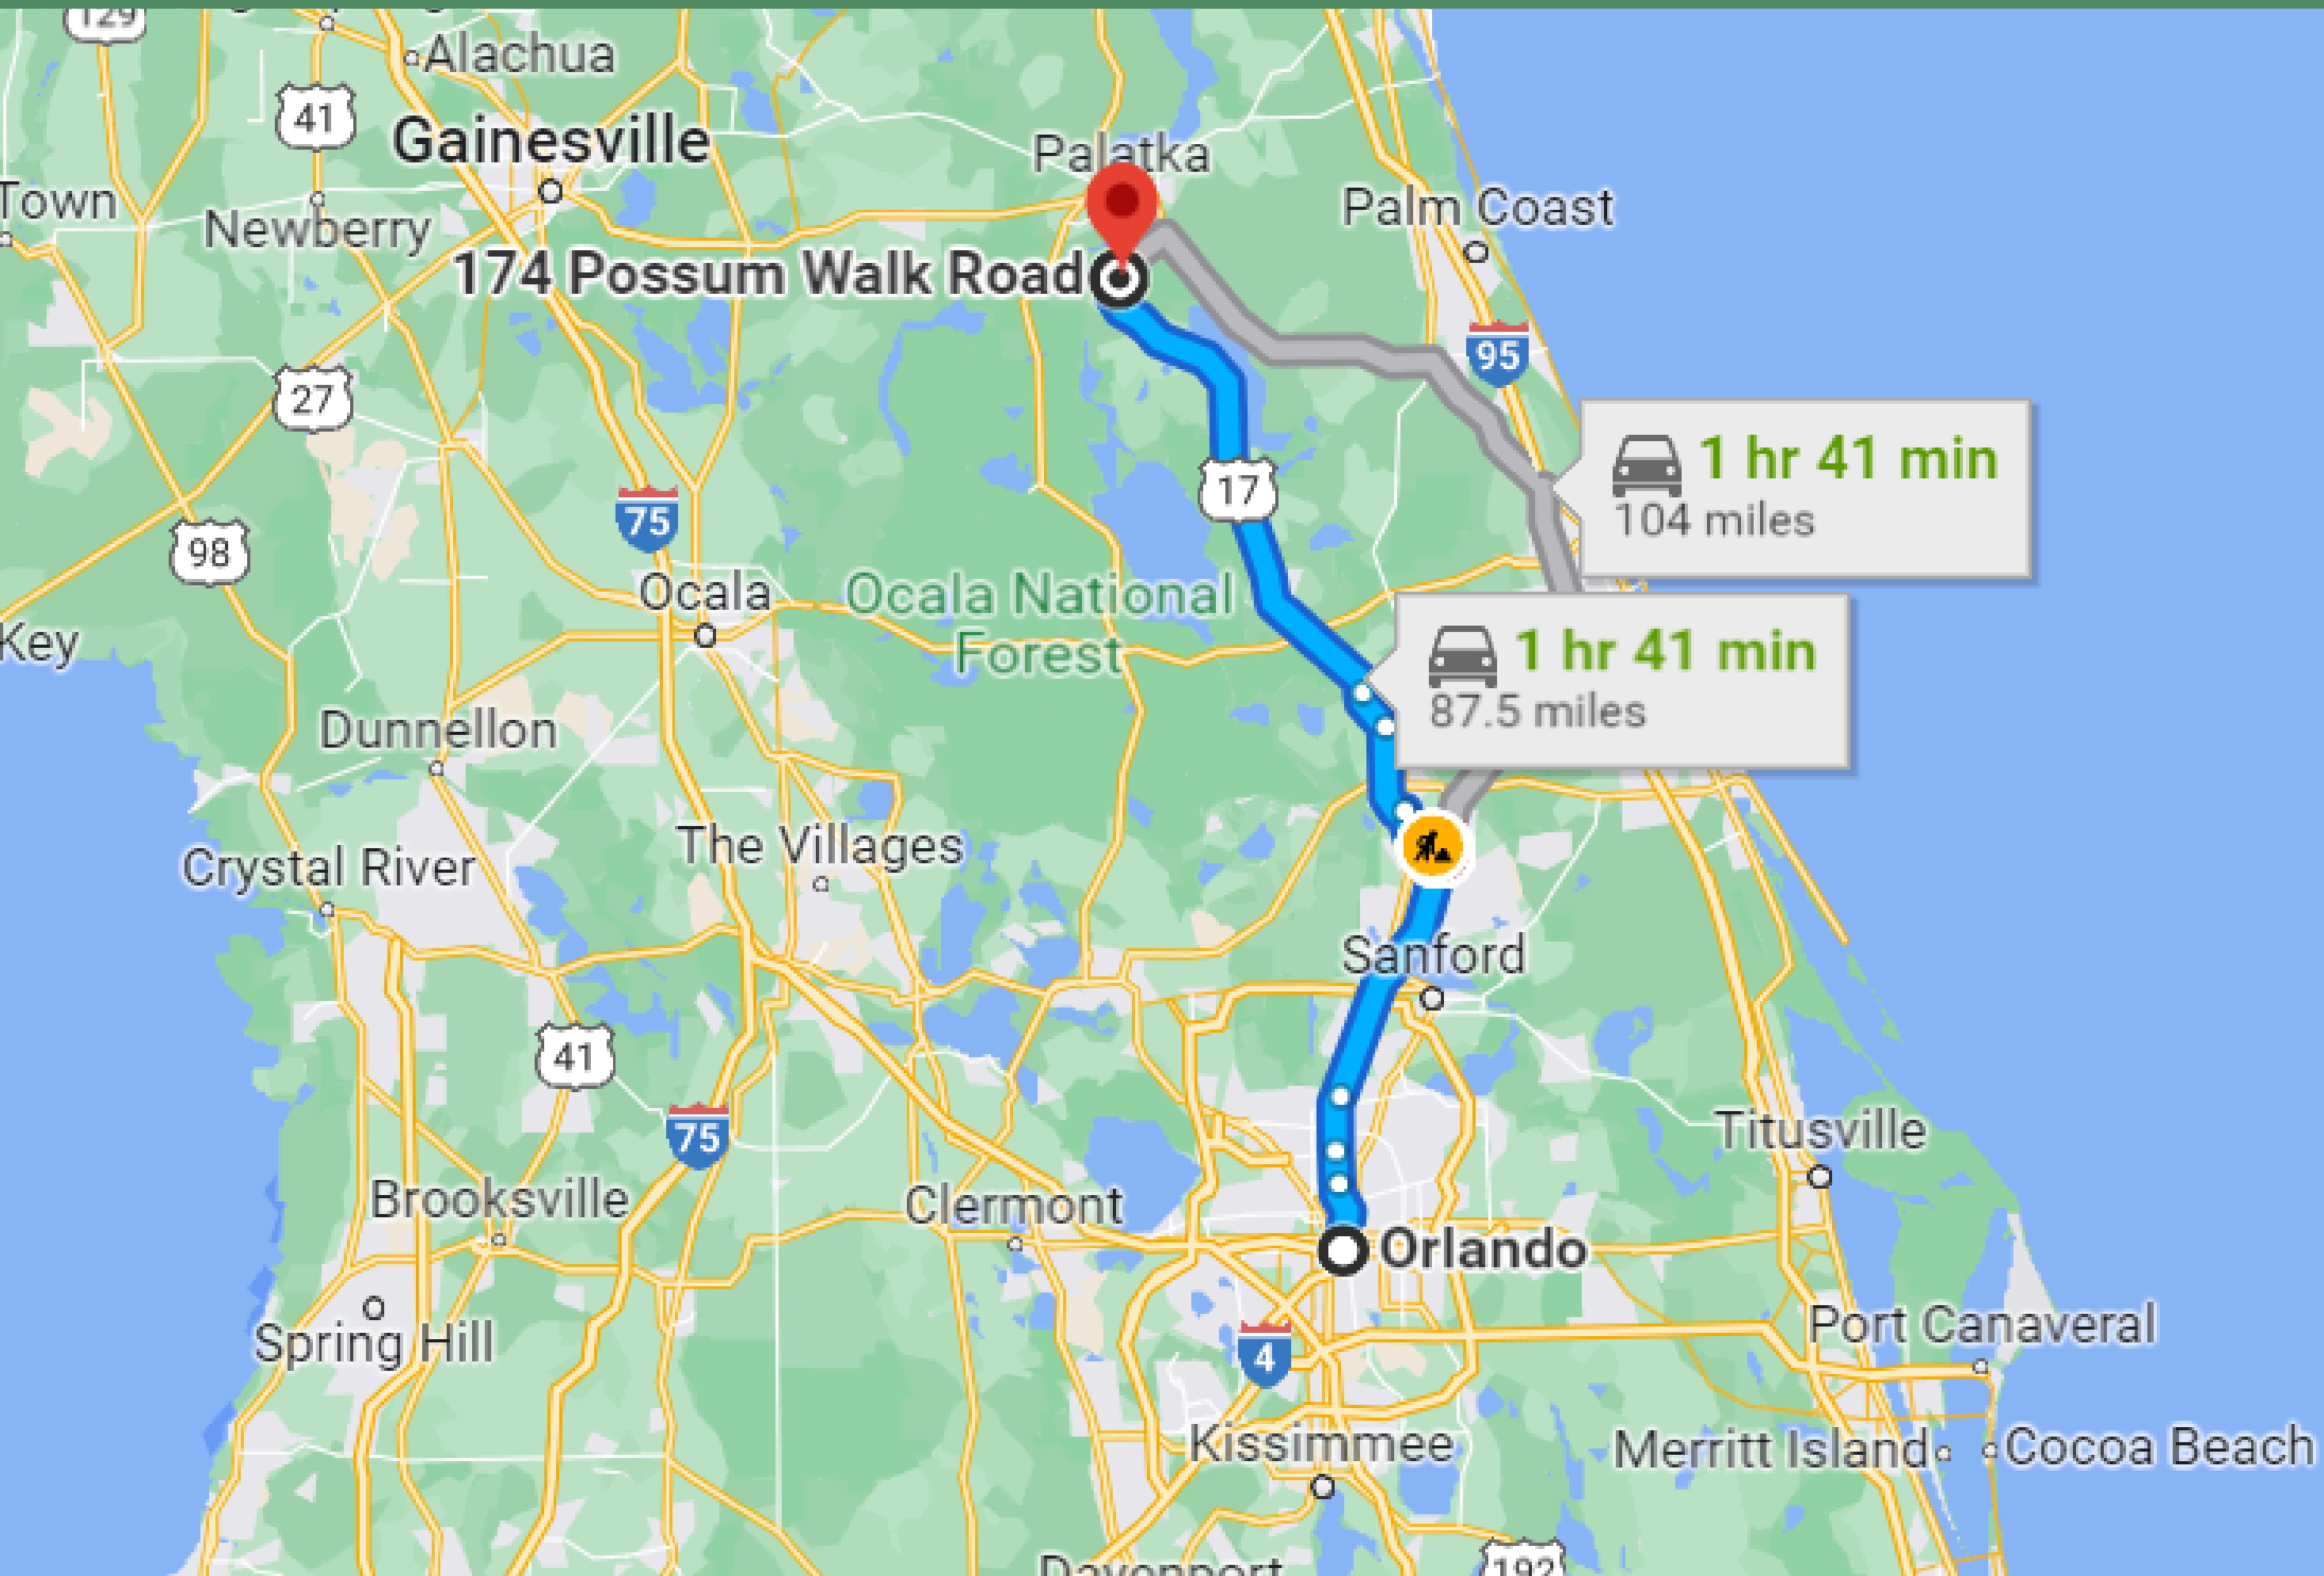 129
Alachua
41
Gainesville
Palatka
Town
Newberry
Palm Coast
174 Possum Walk Road
95
27
1 hr 41 min
104 miles
17
75
98
Ocala
Ocala National
Forest
Key
1 hr 41 min
87.5 miles
Dunnellon
The Villages
Crystal River
Sanford
41
75
Titusville
Brooksville
Clermont
Orlando
Spring Hill
Port Canaveral
4
Kissimmee
Merritt Island
Cocoa Beach
Davenport
192